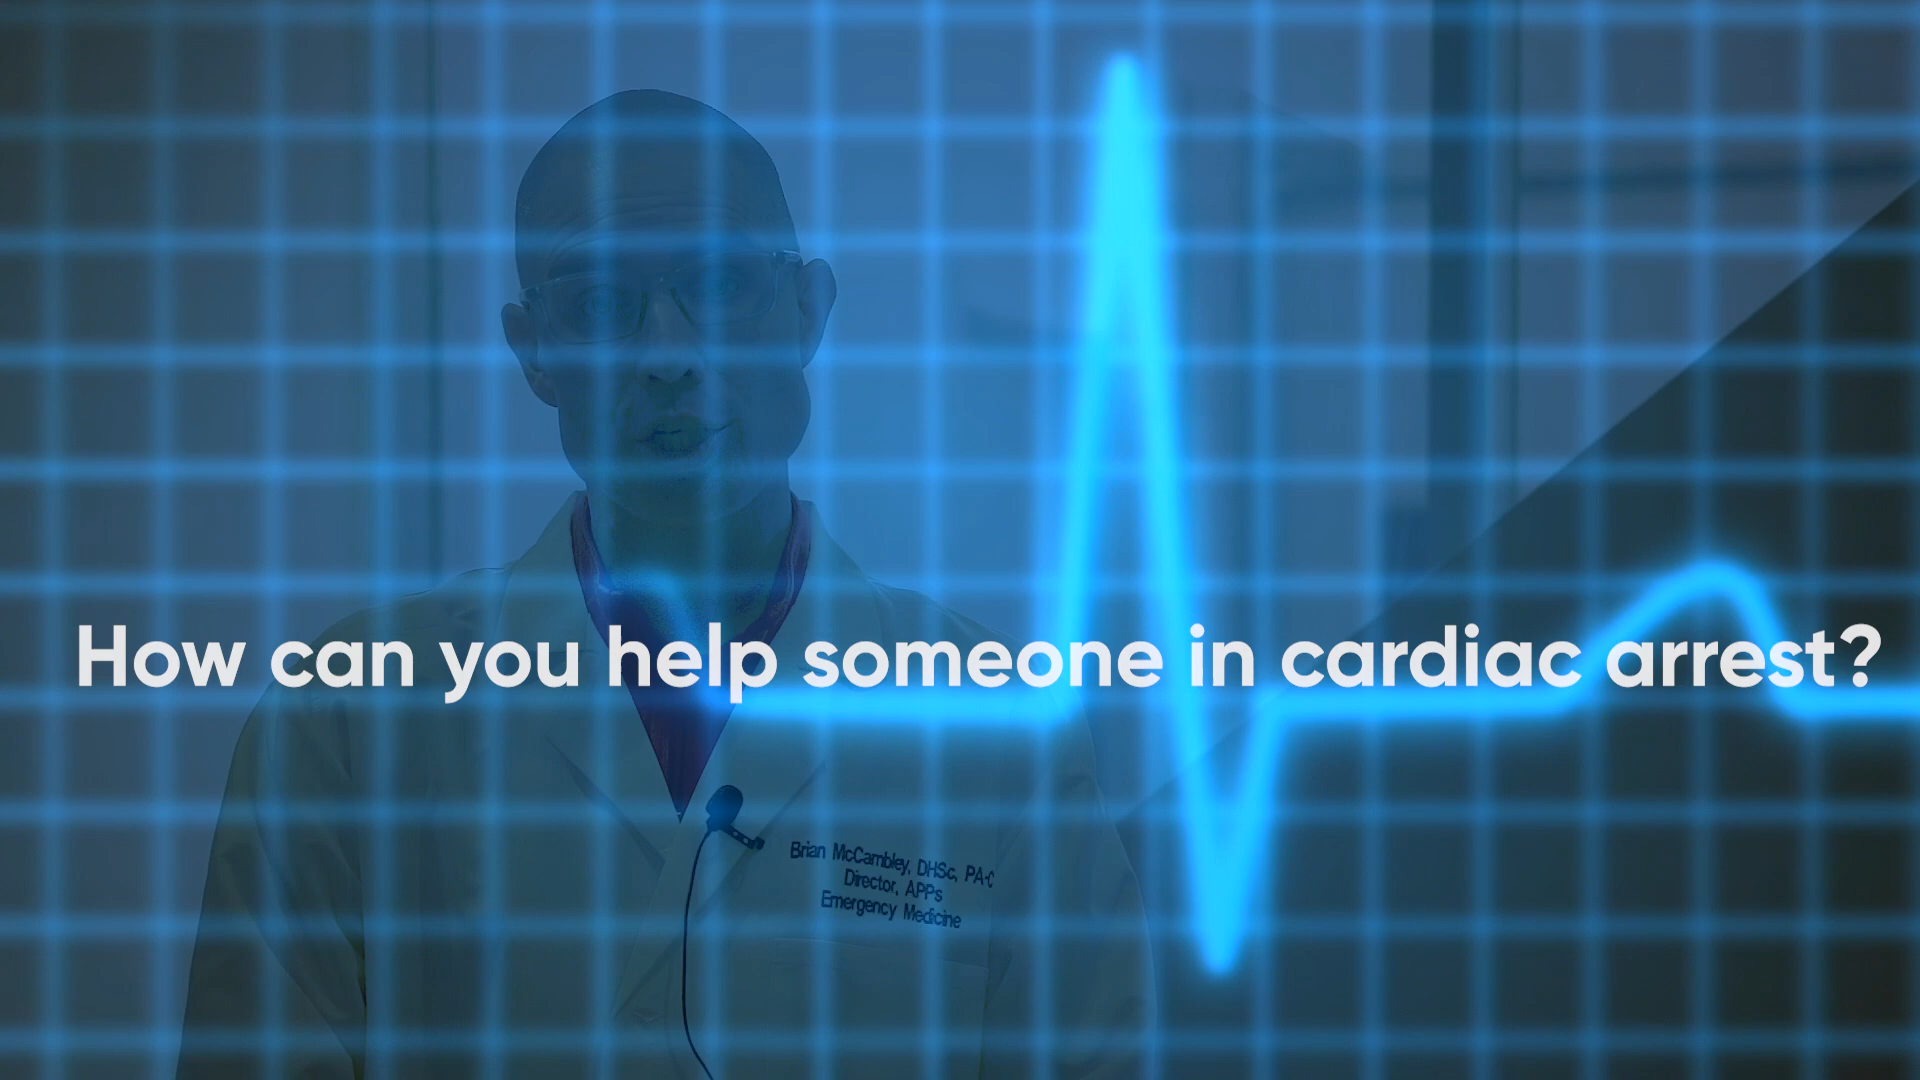 How can you help someone in cardiac arrest?
Brian McCambley, DHSc, PA-C
Director, APPs
Emergency Medicine